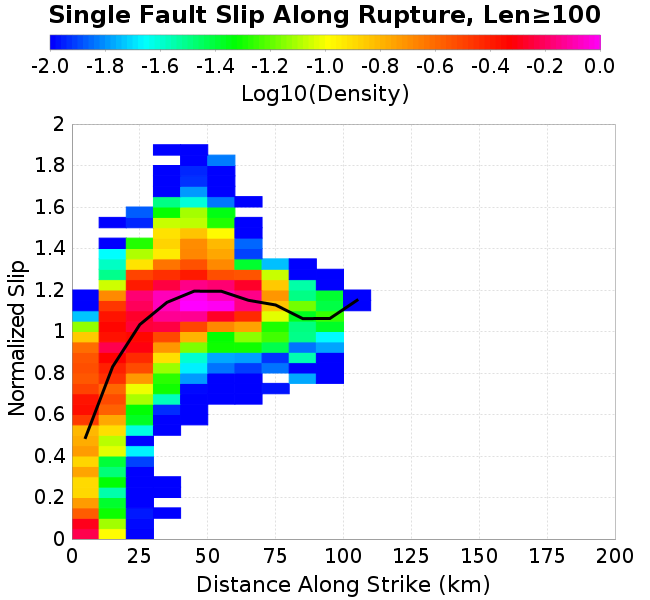 Single Fault Slip Along Rupture, Len≥100
-2.0 -1.8 -1.6 -1.4 -1.2 -1.0 -0.8 -0.6 -0.4 -0.2 0.0
Log10(Density)
2
1.8
1.6
1.4
1.2
1
0.8
0.6
0.4
0.2
0
Normalized Slip
0 25 50 75 100 125 150 175 200
Distance Along Strike (km)